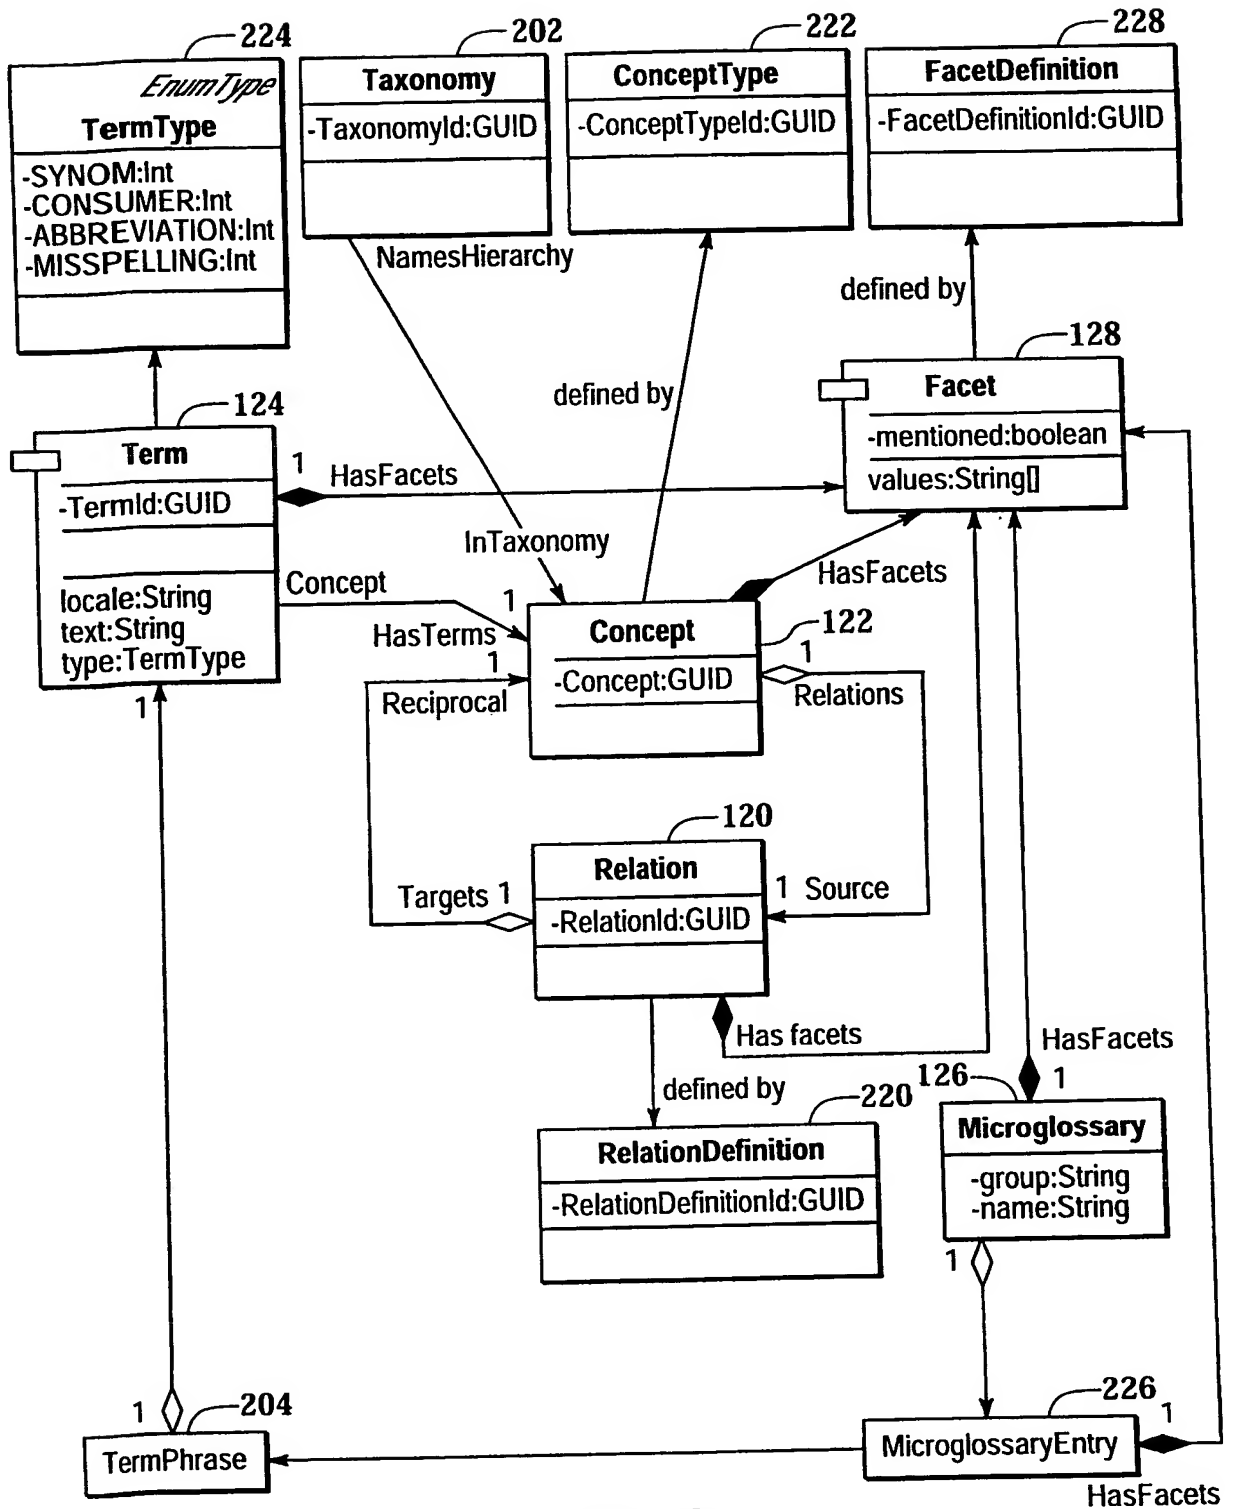 224
202
222
228
EnumType
TermType
-SYNOM:Int
-CONSUMER:Int
-ABBREVIATION:Int
-MISSPELLING:Int
Taxonomy
-TaxonomyId:GUID
ConceptType
-ConceptTypeId:GUID
FacetDefinition
-FacetDefinitionId:GUID
NamesHierarchy
defined by
defined by
128
Facet
-mentioned:boolean
values:String[]
124
Term
-TermId:GUID
locale:String
text:String
type:TermType
1
HasFacets
InTaxonomy
HasFacets
Concept
1
HasTerms
122
Concept
-Concept:GUID
1
Reciprocal
1
Relations
1
120
Relation
-RelationId:GUID
Targets 1
1 Source
Has facets
HasFacets
defined by
220
126
1
RelationDefinition
-RelationDefinitionId:GUID
Microglossary
-group:String
-name:String
1
1
204
TermPhrase
226
MicroglossaryEntry
1
HasFacets